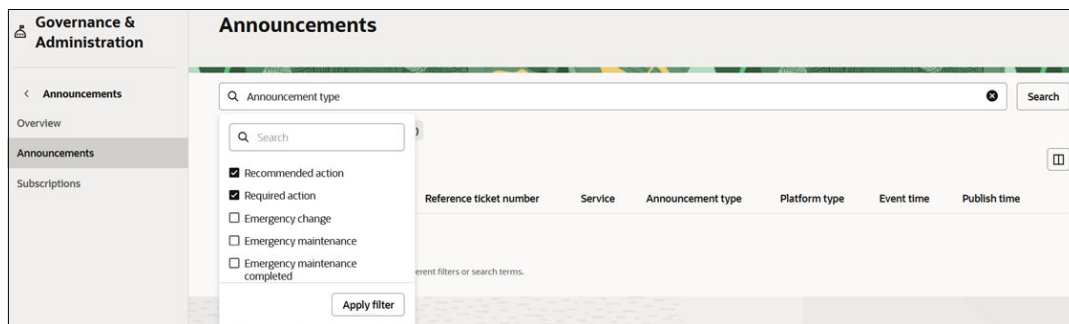 Governance &
Administration
Announcements
Announcements
Overview
Announcements
Subscriptions
Announcement type
Search
Search
)
Recommended action
Required action
Emergency change
Emergency maintenance
Emergency maintenance
completed
Apply filter
Reference ticket number Service Announcement type Platform type Event time Publish time
erent filters or search terms.